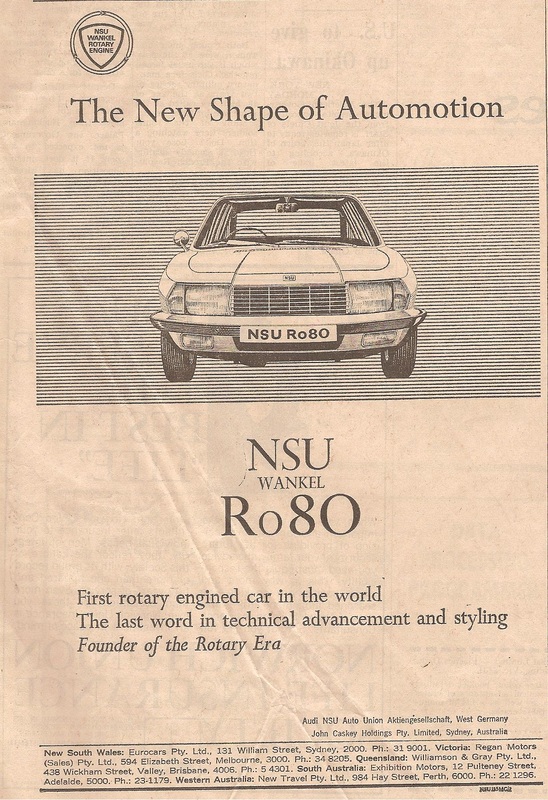 NSU
WANKEL
ROTARY
ENGINE
The New Shape of Automotion
NSU
NSU Ro80
NSU
WANKEL
Ro80
First rotary engined car in the world
The last word in technical advancement and styling
Founder of the Rotary Era
Audi NSU Auto Union Aktiengesellschaft, West Germany
John Caskey Holdings Pty. Limited, Sydney, Australia
New South Wales: Eurocars Pty. Ltd., 131 William Street, Sydney, 2000. Ph.: 31 9001. Victoria: Regan Motors
(Sales) Pty. Ltd., 594 Elizabeth Street, Melbourne, 3000. Ph.: 34 8205. Queensland: Williamson & Gray Pty. Ltd.,
438 Wickham Street, Valley, Brisbane, 4006. Ph.: 5 4301. South Australia: Exhibition Motors, 12 Pulteney Street,
Adelaide, 5000. Ph.: 23-1179. Western Australia: New Travel Pty. Ltd., 984 Hay Street, Perth, 6000. Ph.: 22 1296.